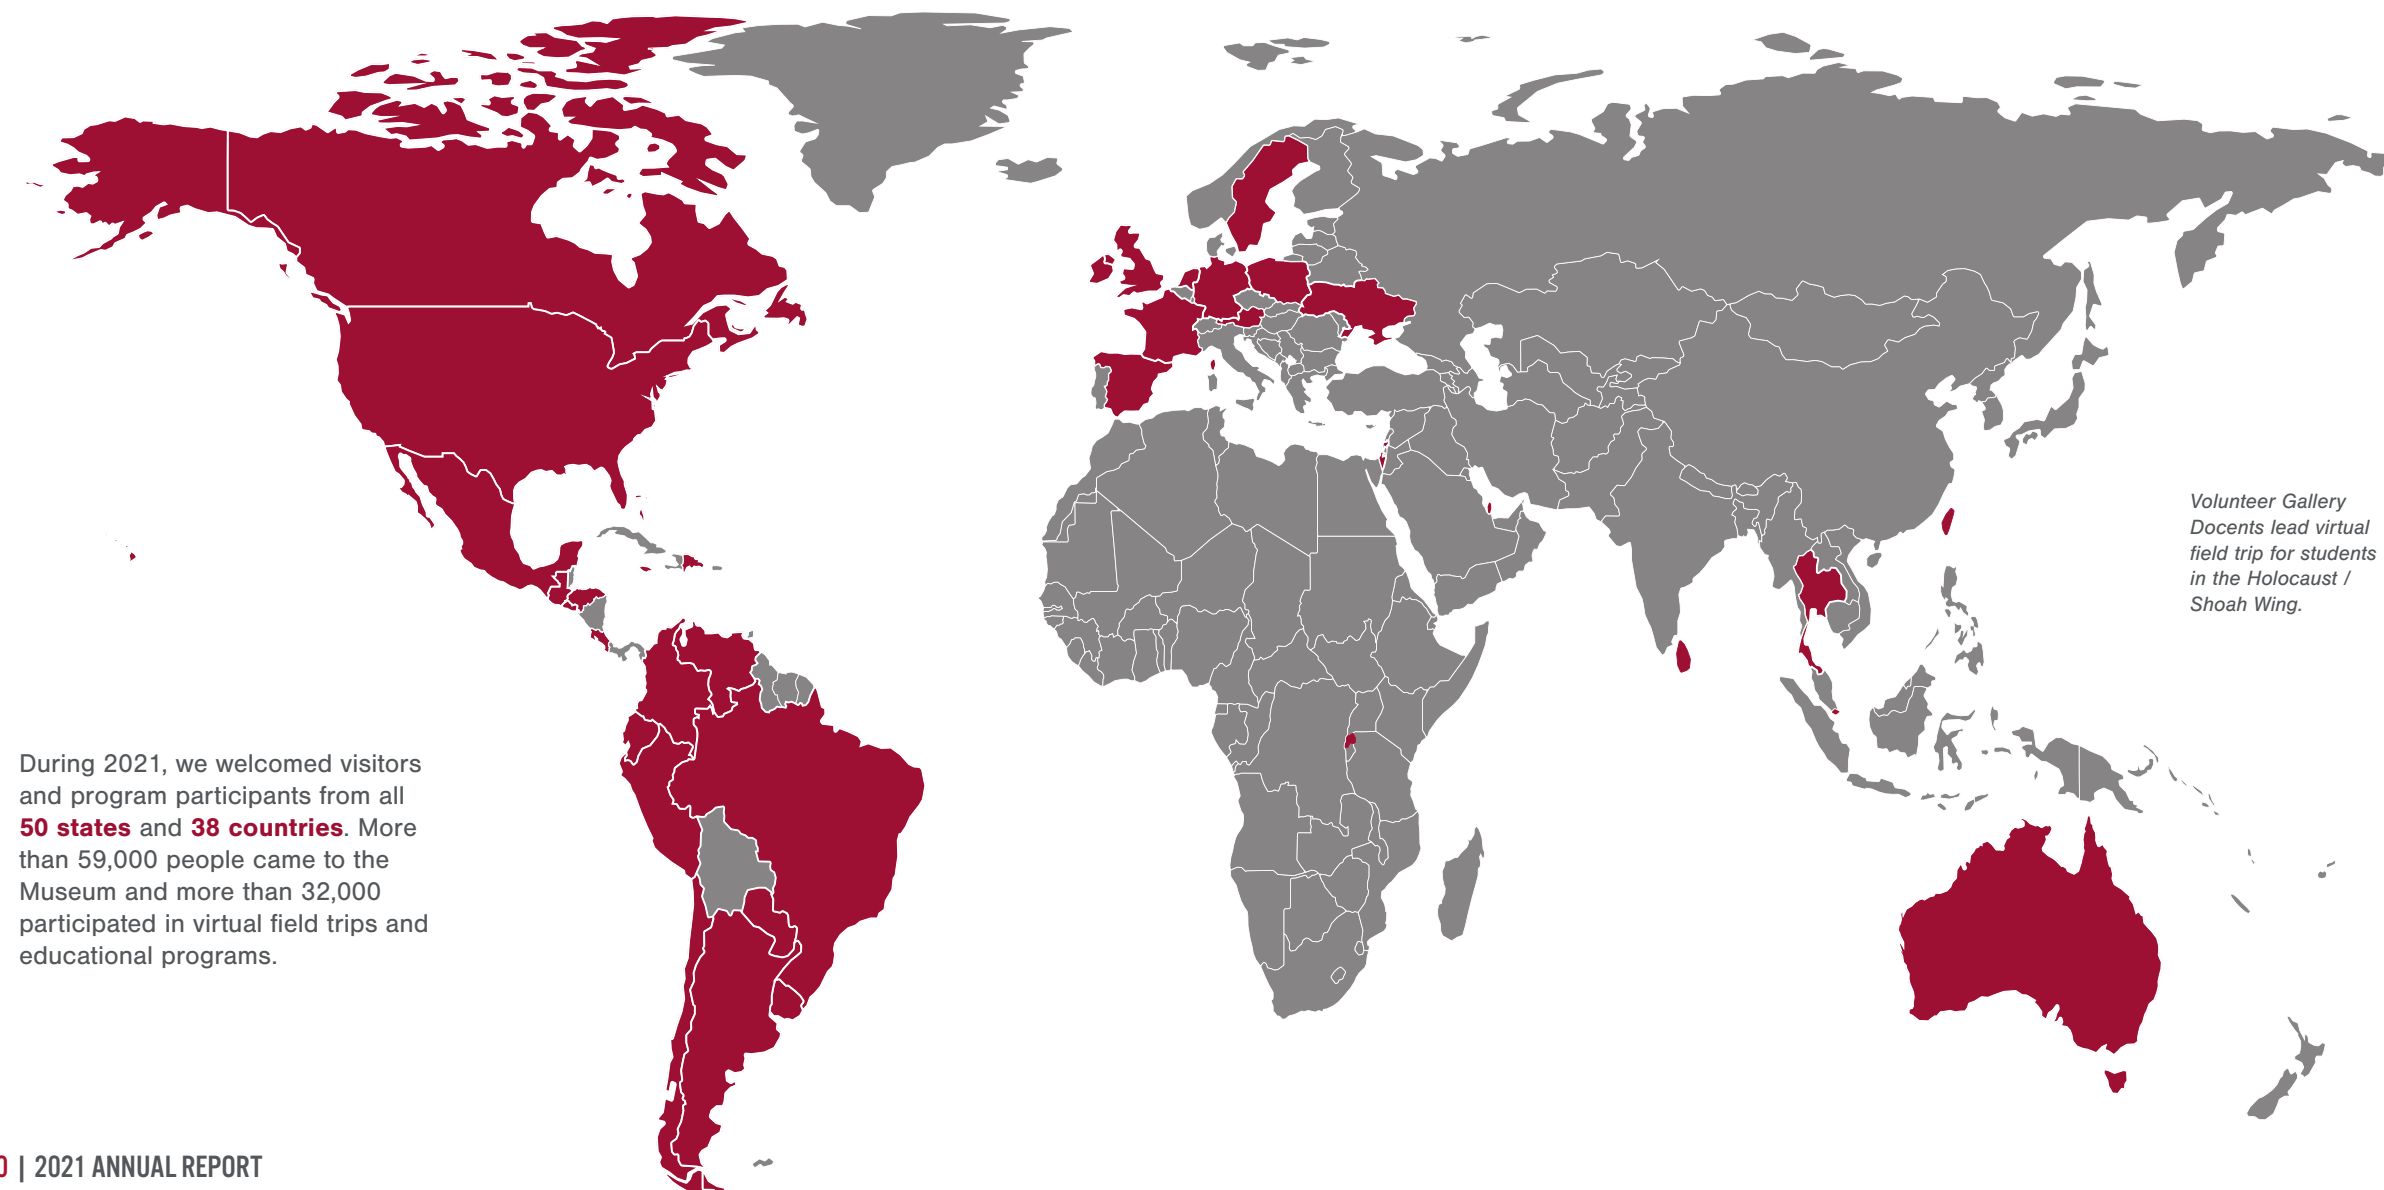 Volunteer Gallery
Docents lead virtual
field trip for students
in the Holocaust /
Shoah Wing.
During 2021, we welcomed visitors
and program participants from all
50 states and 38 countries. More
than 59,000 people came to the
Museum and more than 32,000
participated in virtual field trips and
educational programs.
0 | 2021 ANNUAL REPORT